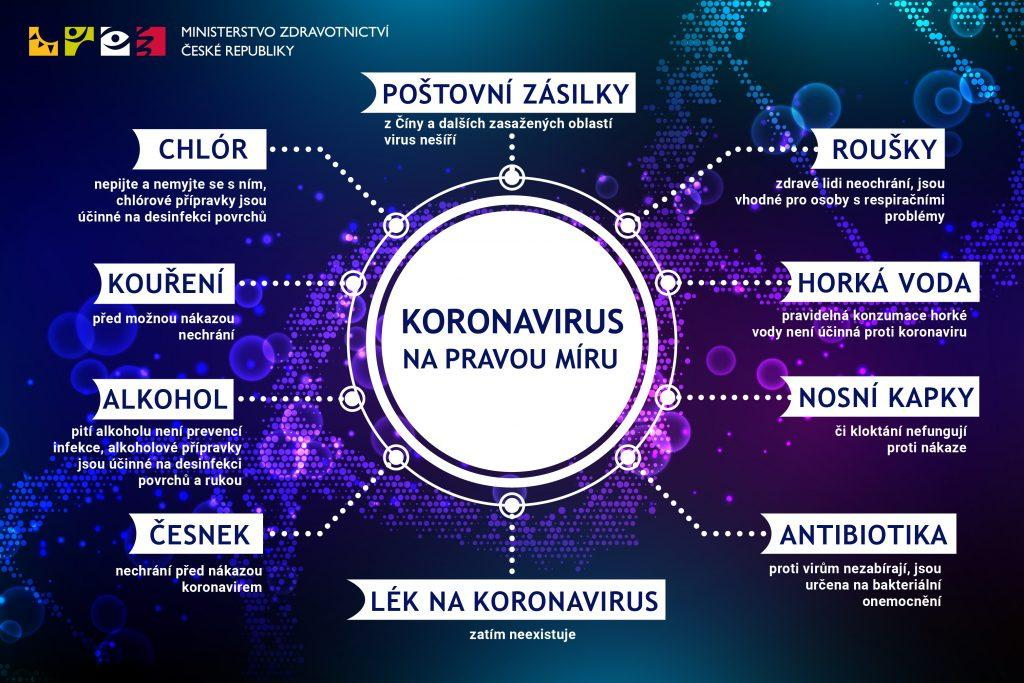 MINISTERSTVO ZDRAVOTNICTVÍ
ČESKÉ REPUBLIKY
POŠTOVNÍ ZÁSILKY
z Číny a dalších zasažených oblastí
virus nešíří
CHLÓR
nepijte a nemyjte se s ním,
chlórové přípravky jsou
účinné na desinfekci povrchů
ROUŠKY
zdravé lidi neochrání, jsou
vhodné pro osoby s respiračními
problémy
KOUŘENÍ
před možnou nákazou
nechrání
HORKÁ VODA
pravidelná konzumace horké
vody není účinná proti koronaviru
KORONAVIRUS
NA PRAVOU MÍRU
ALKOHOL
pití alkoholu není prevencí
infekce, alkoholové přípravky
jsou účinné na desinfekci
povrchů a rukou
NOSNÍ KAPKY
či kloktání nefungují
proti nákaze
ČESNEK
nechrání před nákazou
koronavirem
ANTIBIOTIKA
proti virům nezabírají, jsou
určena na bakteriální
onemocnění
LÉK NA KORONAVIRUS
zatím neexistuje